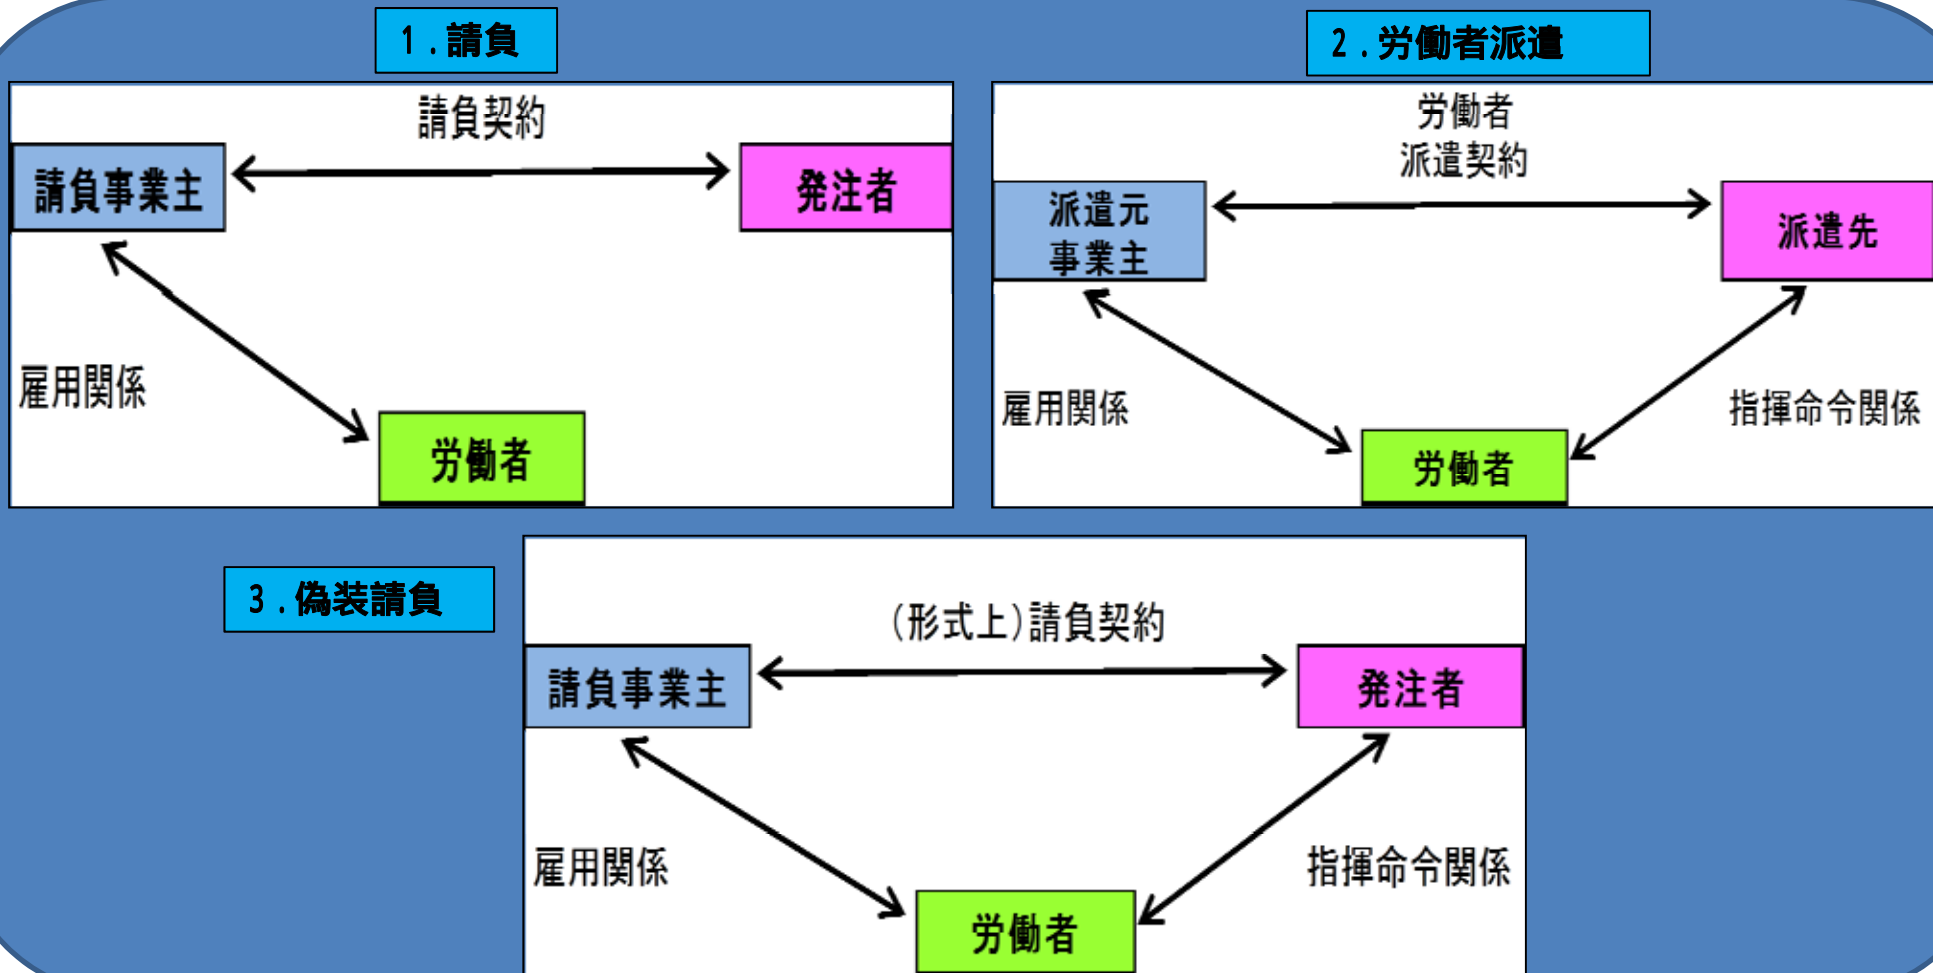 1.請負
請負契約
請負事業主
発注者
雇用関係
労働者
2.労働者派遣
労働者
派遣契約
派遣元
事業主
派遣先
雇用関係
指揮命令関係
労働者
3.偽装請負
(形式上)請負契約
請負事業主
発注者
雇用関係
指揮命令関係
労働者